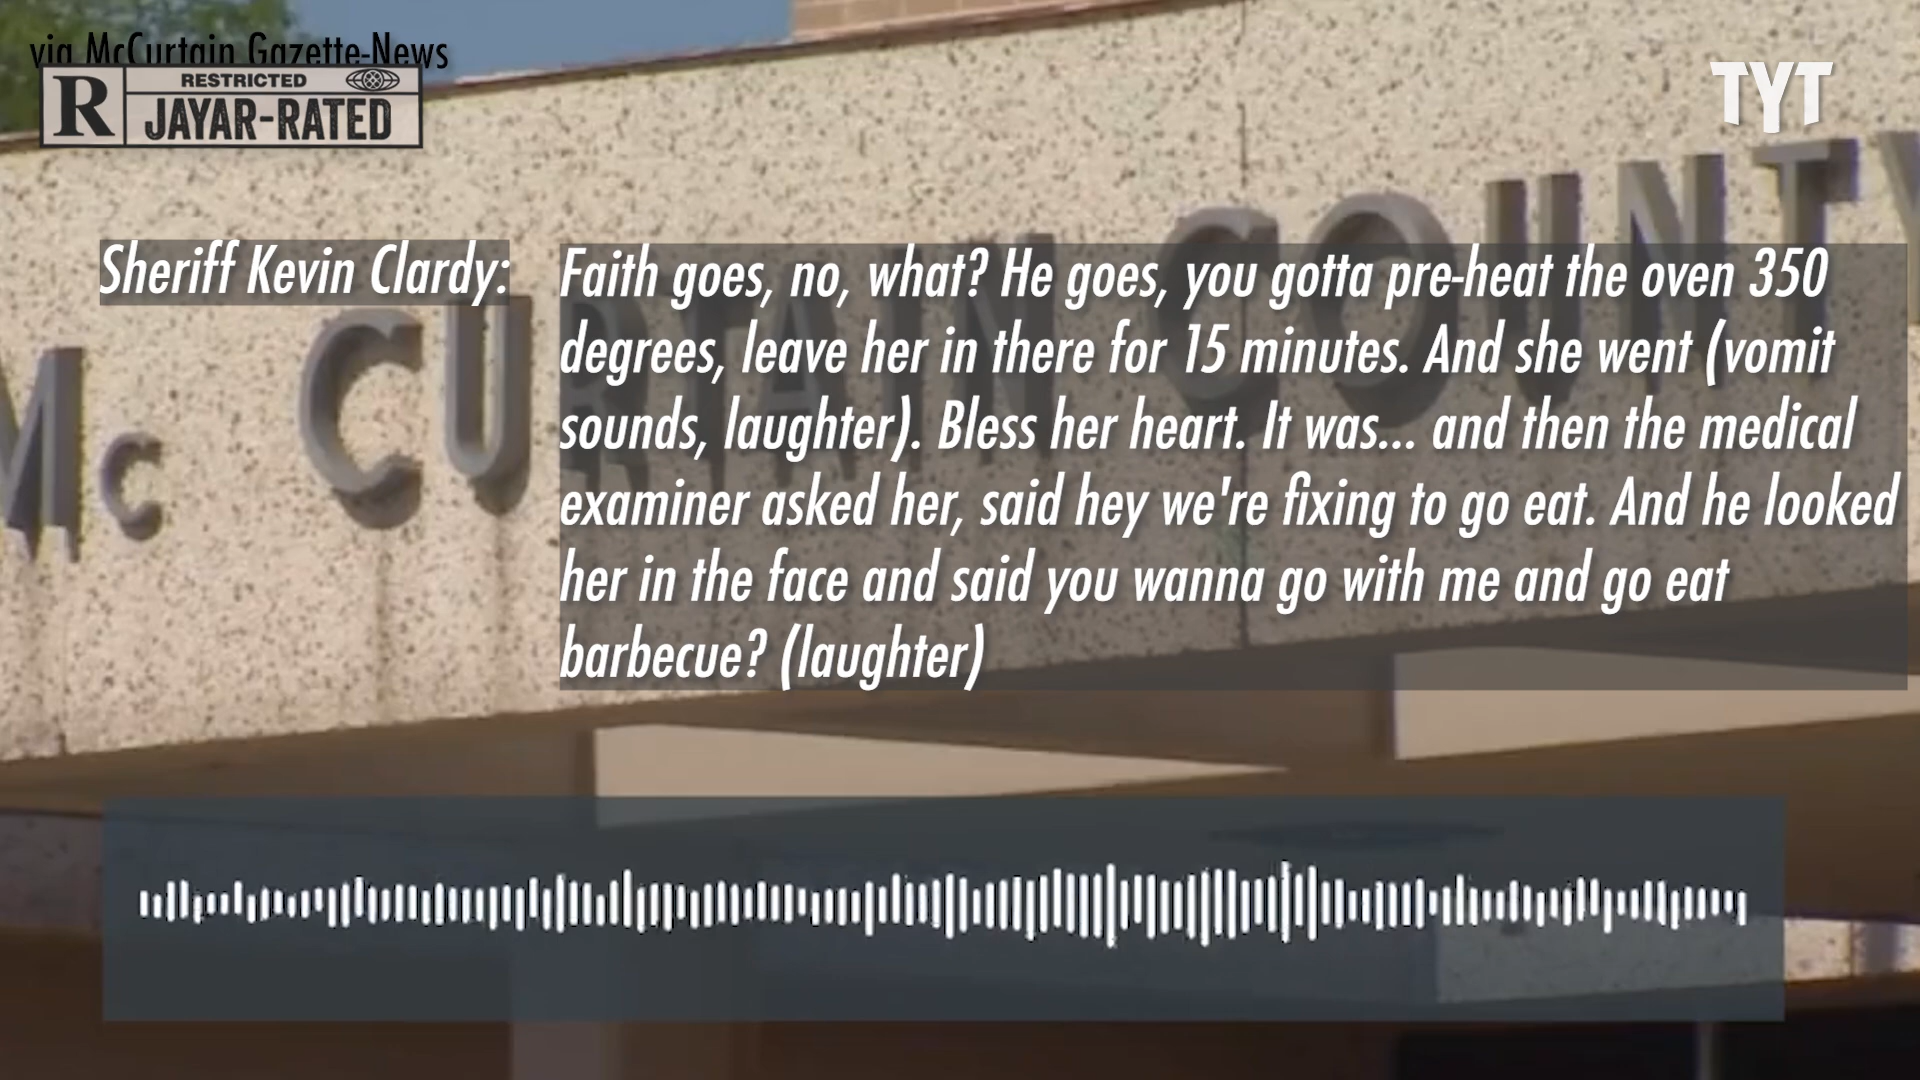 via McCurtain Gazette-News
R RESTRICTED
JAYAR-RATED
TYT
Mc CURTAIN COUNTY
Sheriff Kevin Clardy:
Faith goes, no, what? He goes, you gotta pre-heat the oven 350
degrees, leave her in there for 15 minutes. And she went (vomit
sounds, laughter). Bless her heart. It was... and then the medical
examiner asked her, said hey we're fixing to go eat. And he looked
her in the face and said you wanna go with me and go eat
barbecue? (laughter)